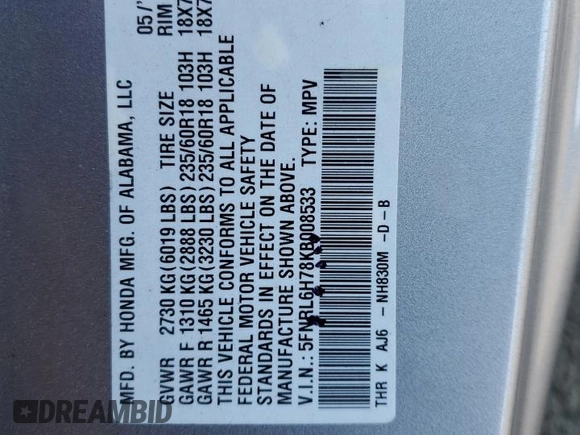 MFD. BY HONDA MFG. OF ALABAMA, LLC 05/
GVWR 2730 KG(6019 LBS) TIRE SIZE RIM
GAWR F 1310 KG(2888 LBS)235/60R18 103H 18X7
GAWR R 1465 KG(3230 LBS)235/60R18 103H 18X7
THIS VEHICLE CONFORMS TO ALL APPLICABLE
FEDERAL MOTOR VEHICLE SAFETY
STANDARDS IN EFFECT ON THE DATE OF
MANUFACTURE SHOWN ABOVE.
V.I.N.:5FNRL6H78KB008533 TYPE: MPV
THR K AJ6 - NH830M -D-B
DREAMBID